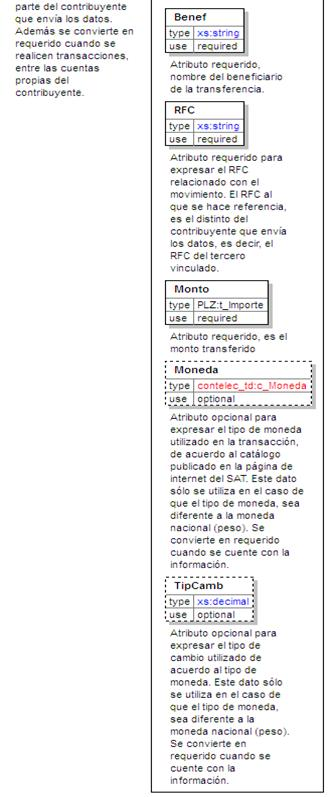 parte del contribuyente
que envía los datos.
Además se convierte en
requerido cuando se
realicen transacciones,
entre las cuentas
propias del
contribuyente.
Benef
type xs:string
use required
Atributo requerido,
nombre del beneficiario
de la transferencia.
RFC
type xs:string
use required
Atributo requerido para
expresar el RFC
relacionado con el
movimiento. El RFC al
que se hace referencia,
es el distinto del
contribuyente que envía
los datos, es decir, el
RFC del tercero
vinculado.
Monto
type PLZ:t_Importe
use required
Atributo requerido, es el
monto transferido
Moneda
type contelec_td:c_Moneda
use optional
Atributo opcional para
expresar el tipo de moneda
utilizado en la transacción,
de acuerdo al catálogo
publicado en la página de
internet del SAT. Este dato
sólo se utiliza en el caso de
que el tipo de moneda, sea
diferente a la moneda
nacional (peso). Se
convierte en requerido
cuando se cuente con la
información.
TipCamb
type xs:decimal
use optional
Atributo opcional para
expresar el tipo de
cambio utilizado de
acuerdo al tipo de
moneda. Este dato sólo
se utiliza en el caso de
que el tipo de moneda,
sea diferente a la
moneda nacional (peso).
Se convierte en
requerido cuando se
cuente con la
información.